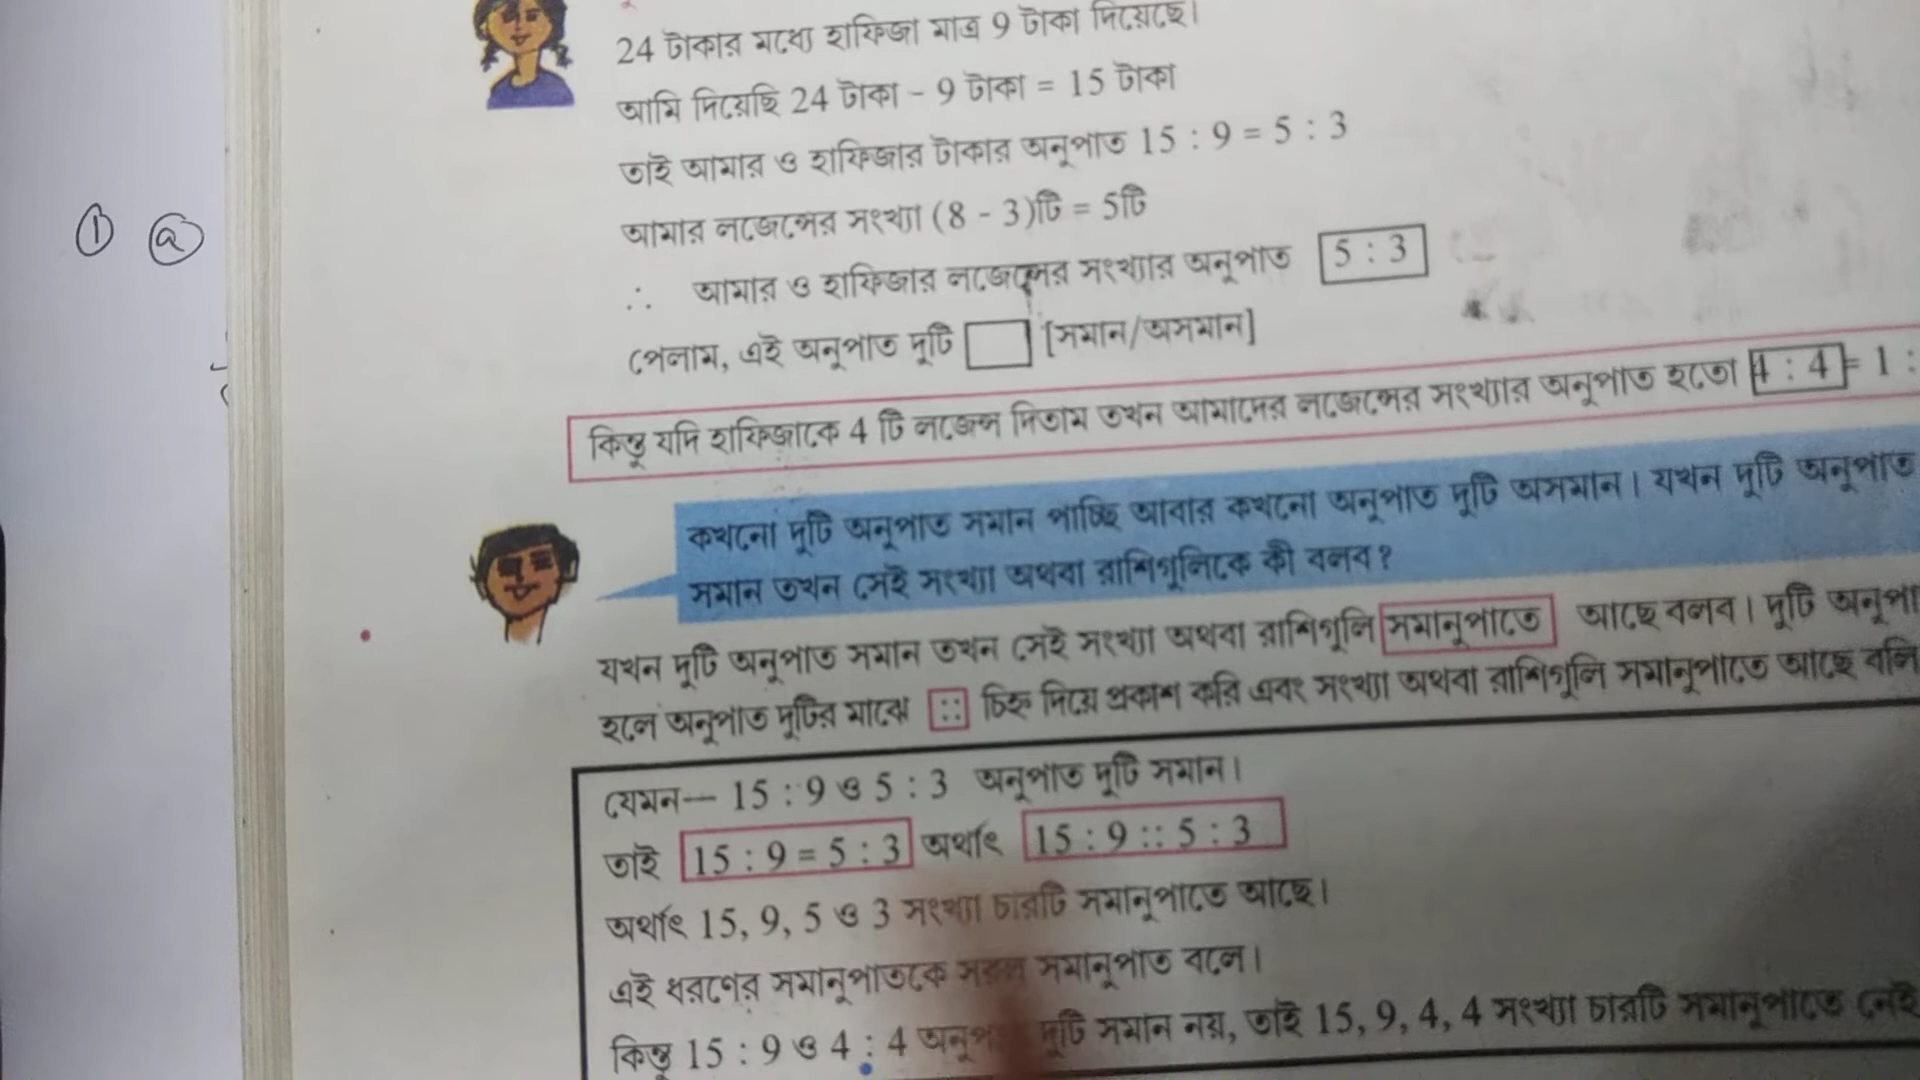 24 টাকার মধ্যে হাফিজা মাত্র 9 টাকা দিয়েছে।
আমি দিয়েছি 24 টাকা - 9 টাকা = 15 টাকা
তাই আমার ও হাফিজার টাকার অনুপাত 15 : 9 = 5 : 3
আমার লজেন্সের সংখ্যা (8 - 3)টি = 5টি
∴ আমার ও হাফিজার লজেন্সের সংখ্যার অনুপাত 5 : 3
পেলাম, এই অনুপাত দুটি [সমান/অসমান]
কিন্তু যদি হাফিজাকে 4 টি লজেন্স দিতাম তখন আমাদের লজেন্সের সংখ্যার অনুপাত হতো 4 : 4 = 1 :
কখনো দুটি অনুপাত সমান পাচ্ছি আবার কখনো অনুপাত দুটি অসমান। যখন দুটি অনুপাত
সমান তখন সেই সংখ্যা অথবা রাশিগুলিকে কী বলব?
যখন দুটি অনুপাত সমান তখন সেই সংখ্যা অথবা রাশিগুলি সমানুপাতে আছে বলব। দুটি অনুপা
হলে অনুপাত দুটির মাঝে :: চিহ্ন দিয়ে প্রকাশ করি এবং সংখ্যা অথবা রাশিগুলি সমানুপাতে আছে বলি
যেমন— 15 : 9 ও 5 : 3 অনুপাত দুটি সমান।
তাই 15 : 9 = 5 : 3 অর্থাৎ 15 : 9 :: 5 : 3
অর্থাৎ 15, 9, 5 ও 3 সংখ্যা চারটি সমানুপাতে আছে।
এই ধরণের সমানুপাতকে সরল সমানুপাত বলে।
কিন্তু 15 : 9 ও 4 : 4 দুটি সমান নয়, তাই 15, 9, 4, 4 সংখ্যা চারটি সমানুপাতে নেই
① ⓐ